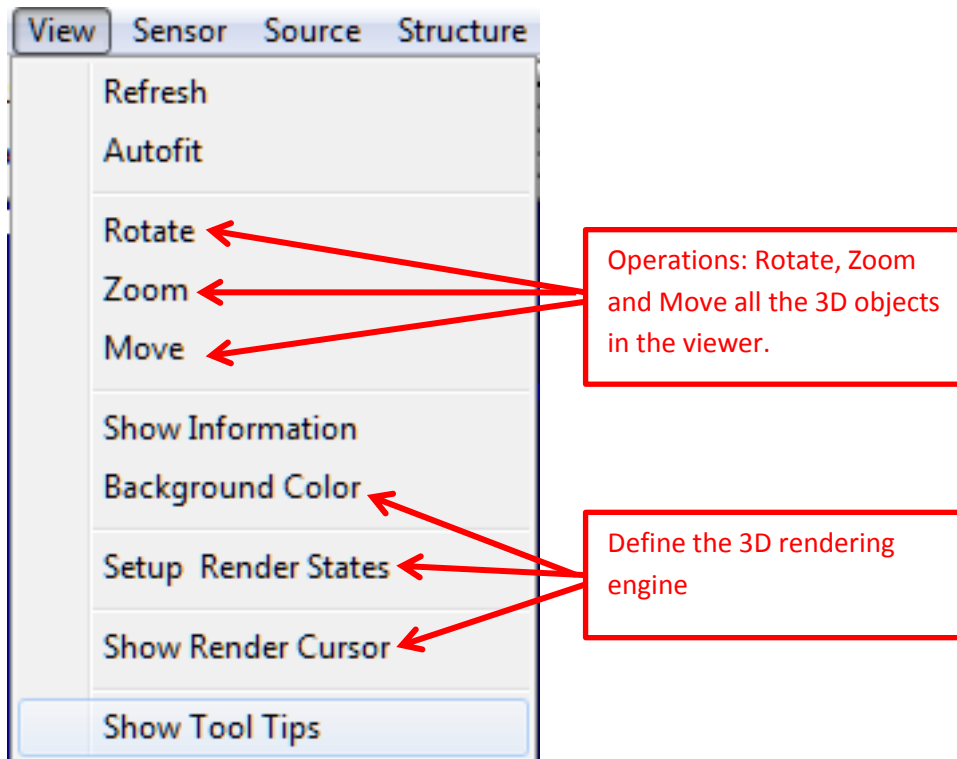 View Sensor Source Structure
Refresh
Autofit
Rotate
Zoom
Move
Operations: Rotate, Zoom
and Move all the 3D objects
in the viewer.
Show Information
Background Color
Setup  Render States
Define the 3D rendering
engine
Show Render Cursor
Show Tool Tips